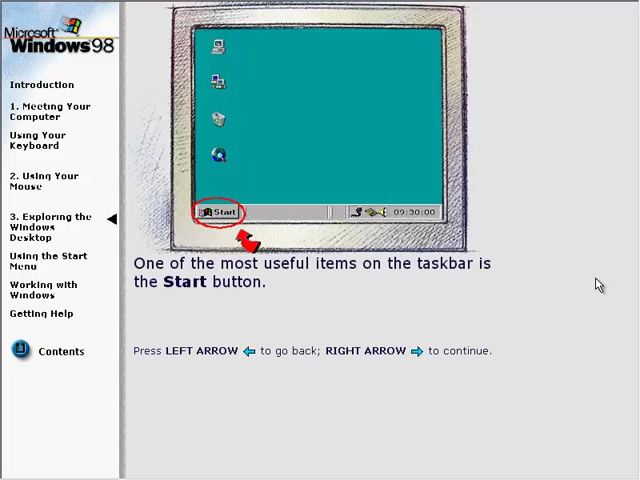 Microsoft
Windows 98
Introduction
1. Meeting Your
Computer
Using Your
Keyboard
2. Using Your
Mouse
3. Exploring the
Windows
Desktop
Using the Start
Menu
Working with
Windows
Getting Help
Contents
Start
09:30:00
One of the most useful items on the taskbar is
the Start button.
Press LEFT ARROW to go back; RIGHT ARROW to continue.